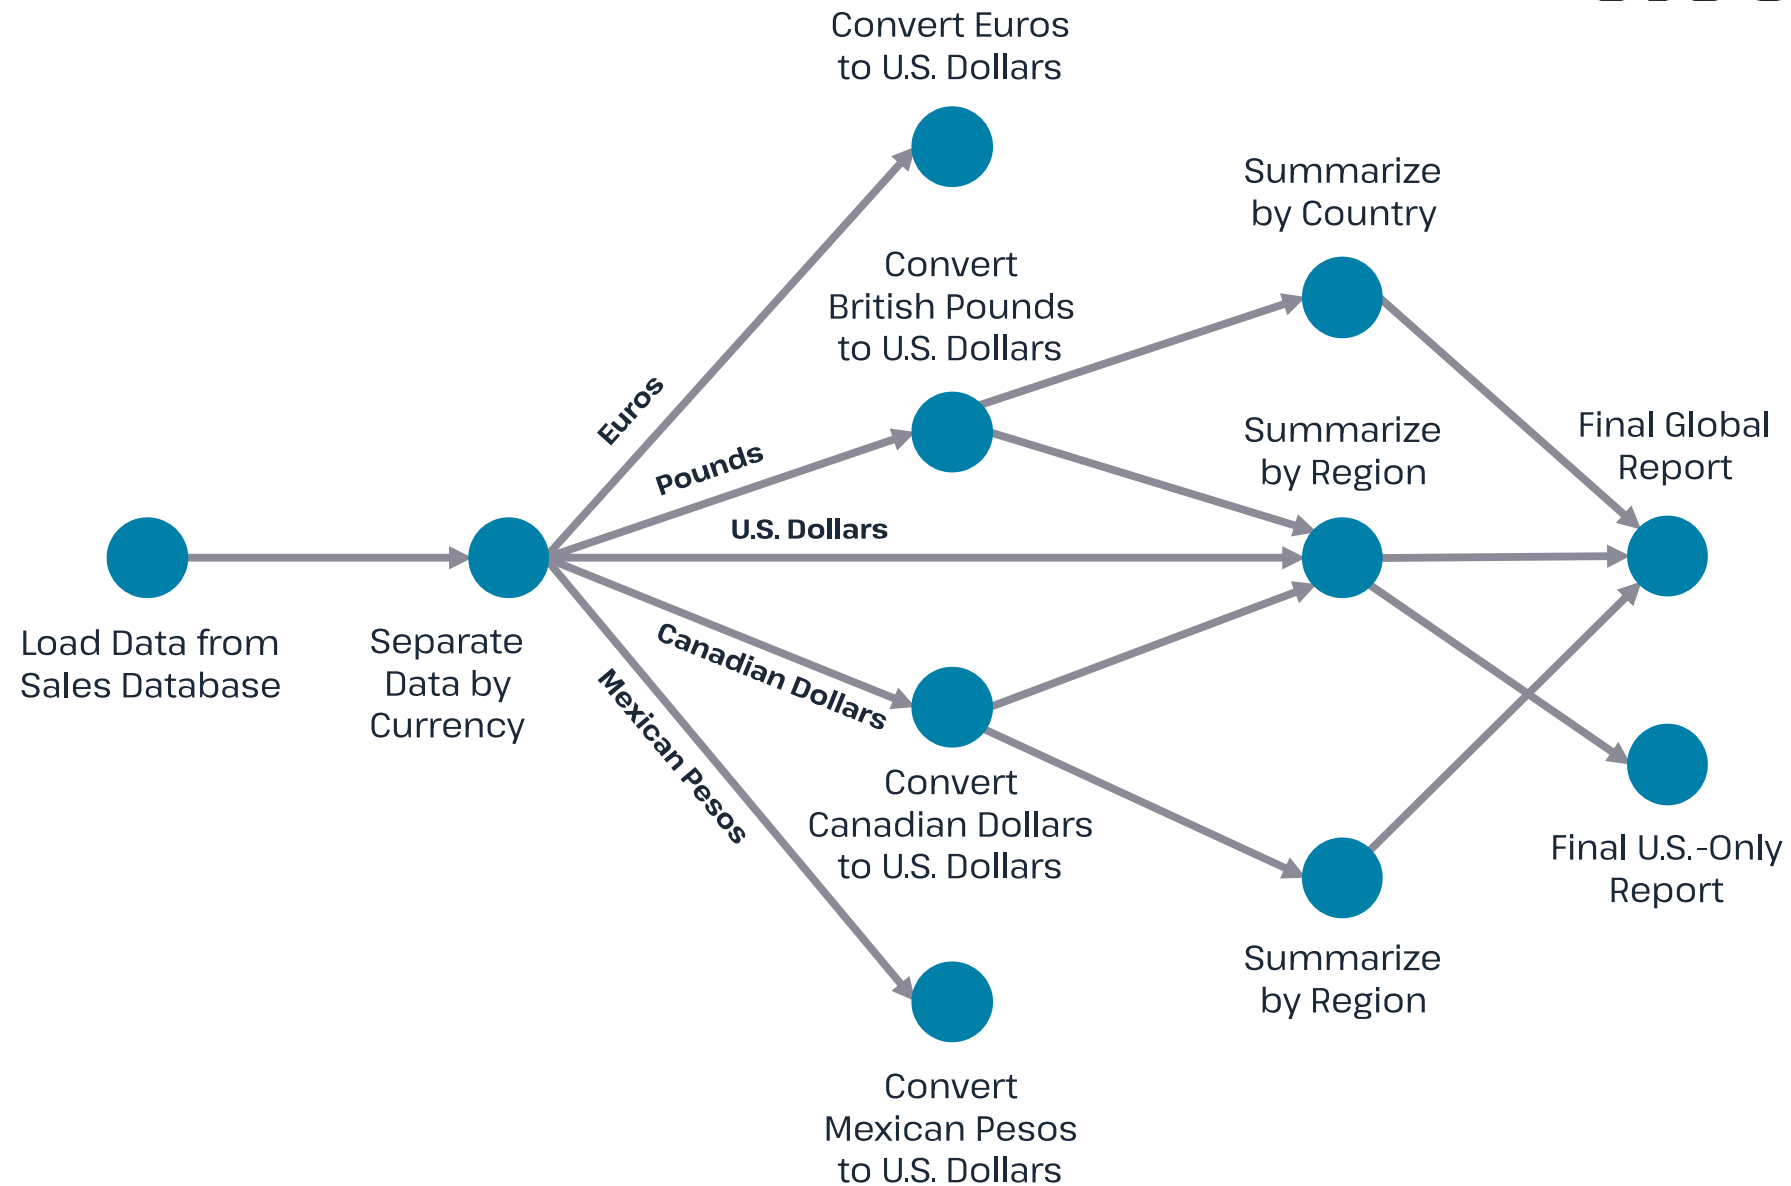 Convert Euros
to U.S. Dollars
Summarize
by Country
Convert
British Pounds
to U.S. Dollars
Euros
Pounds
Summarize
by Region
Final Global
Report
U.S. Dollars
Load Data from
Sales Database
Separate
Data by
Currency
Canadian Dollars
Mexican Pesos
Convert
Canadian Dollars
to U.S. Dollars
Final U.S.-Only
Report
Summarize
by Region
Convert
Mexican Pesos
to U.S. Dollars